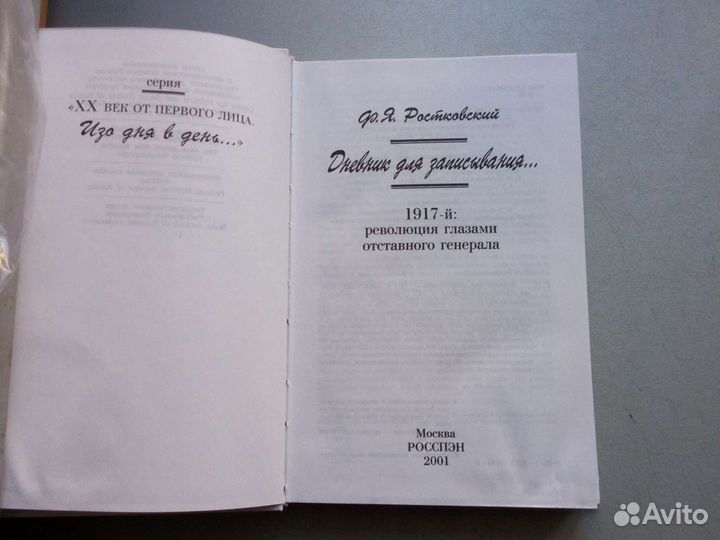 серия
«XX ВЕК ОТ ПЕРВОГО ЛИЦА.
Изо дня в день...»
Ф.Я. Ростковский
Дневник для записывания...
1917-й:
революция глазами
отставного генерала
Москва
РОССПЭН
2001
Avito